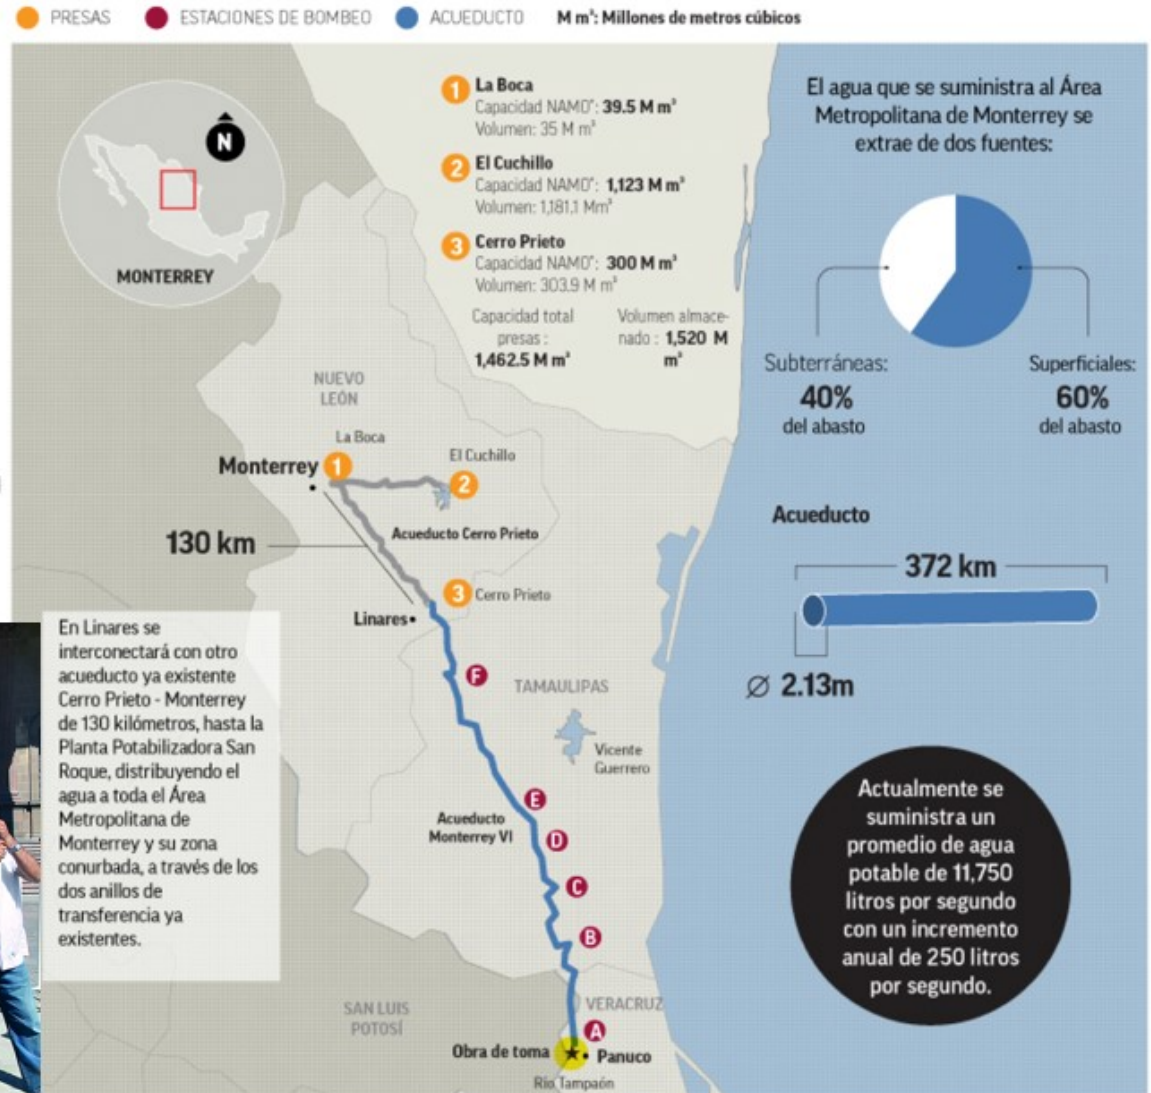 PRESAS
ESTACIONES DE BOMBEO
ACUEDUCTO
M m³: Millones de metros cúbicos
N
MONTERREY
1 La Boca
Capacidad NAMO*: 39.5 M m³
Volumen: 35 M m³
2 El Cuchillo
Capacidad NAMO*: 1,123 M m³
Volumen: 1,181,1 Mm³
3 Cerro Prieto
Capacidad NAMO*: 300 M m³
Volumen: 303.9 M m³
Capacidad total
presas :
1,462.5 M m³
Volumen almace-
nado : 1,520 M
m³
El agua que se suministra al Área
Metropolitana de Monterrey se
extrae de dos fuentes:
Subterráneas:
40%
del abasto
Superficiales:
60%
del abasto
NUEVO
LEÓN
La Boca
Monterrey 1
El Cuchillo
2
Acueducto Cerro Prieto
130 km
3 Cerro Prieto
Linares
Acueducto
372 km
Ø 2.13m
En Linares se
interconectará con otro
acueducto ya existente
Cerro Prieto - Monterrey
de 130 kilómetros, hasta la
Planta Potabilizadora San
Roque, distribuyendo el
agua a toda el Área
Metropolitana de
Monterrey y su zona
conurbada, a través de los
dos anillos de
transferencia ya
existentes.
F
TAMAULIPAS
Vicente
Guerrero
E
Acueducto
Monterrey VI
D
C
B
Actualmente se
suministra un
promedio de agua
potable de 11,750
litros por segundo
con un incremento
anual de 250 litros
por segundo.
SAN LUIS
POTOSÍ
VERACRUZ
A
Obra de toma
Panuco
Río Tampaón